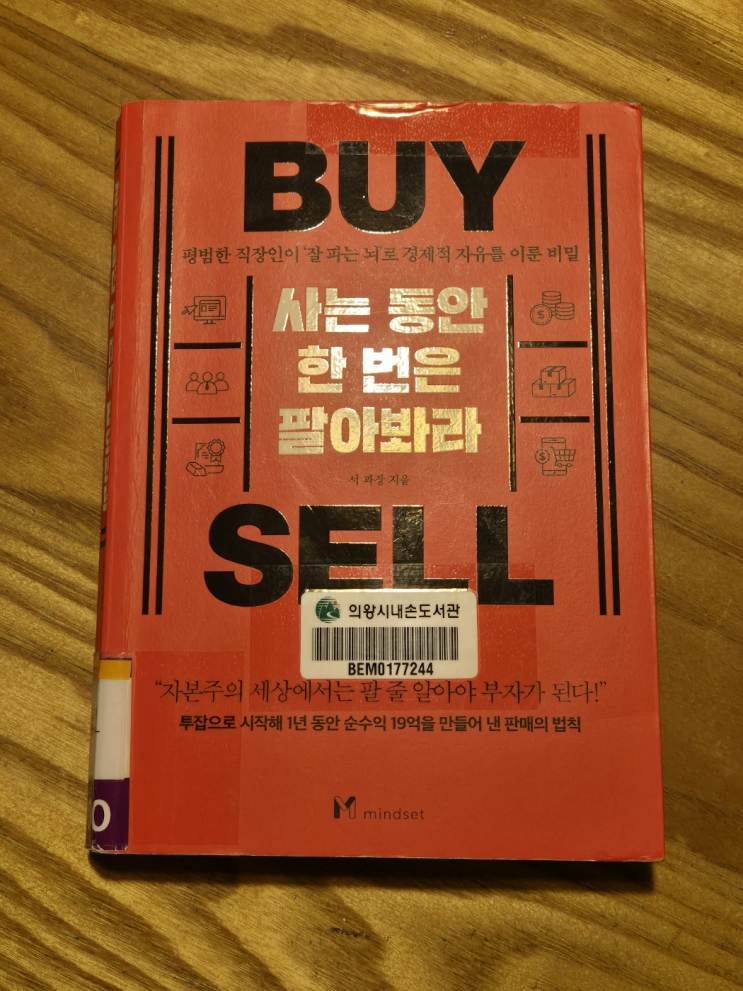 BUY
평범한 직장인이 '잘 파는 뇌'로 경제적 자유를 이룬 비밀
사는 동안
한 번은
팔아봐라
서 과장 지음
SELL
의왕시내손도서관
BEM0177244
“자본주의 세상에서는 팔 줄 알아야 부자가 된다!”
투잡으로 시작해 1년 동안 순수익 19억을 만들어 낸 판매의 법칙
M mindset